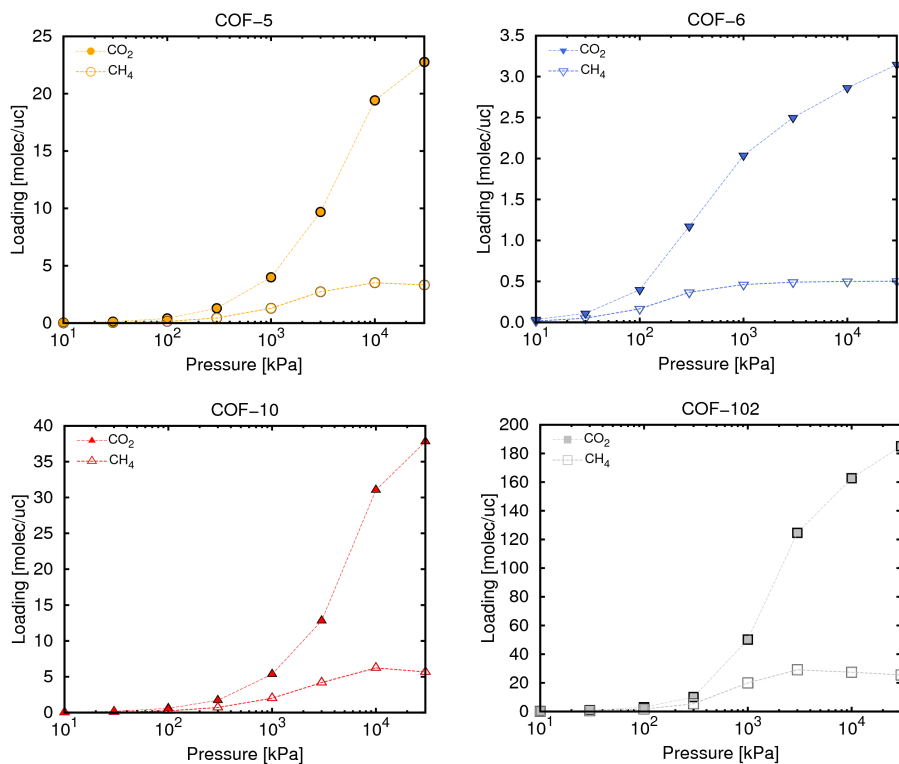 COF−5
25
20
15
10
5
0
Loading [molec/uc]
CO2
CH4
10^1 10^2 10^3 10^4
Pressure [kPa]
COF−6
3.5
3.0
2.5
2.0
1.5
1.0
0.5
0.0
Loading [molec/uc]
CO2
CH4
10^1 10^2 10^3 10^4
Pressure [kPa]
COF−10
40
35
30
25
20
15
10
5
0
Loading [molec/uc]
CO2
CH4
10^1 10^2 10^3 10^4
Pressure [kPa]
COF−102
200
180
160
140
120
100
80
60
40
20
0
Loading [molec/uc]
CO2
CH4
10^1 10^2 10^3 10^4
Pressure [kPa]